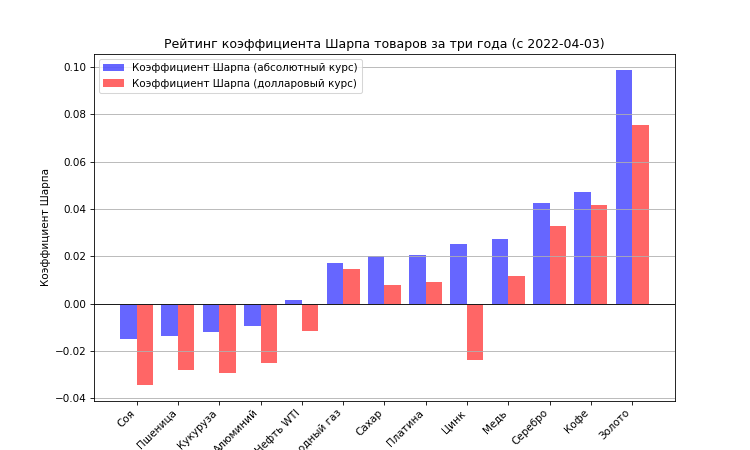 Рейтинг коэффициента Шарпа товаров за три года (с 2022-04-03)
Коэффициент Шарпа (абсолютный курс)
Коэффициент Шарпа (долларовый курс)
Коэффициент Шарпа
0.10
0.08
0.06
0.04
0.02
0.00
−0.02
−0.04
Соя
Пшеница
Кукуруза
Алюминий
Нефть WTI
газ
Сахар
Платина
Цинк
Медь
Серебро
Кофе
Золото